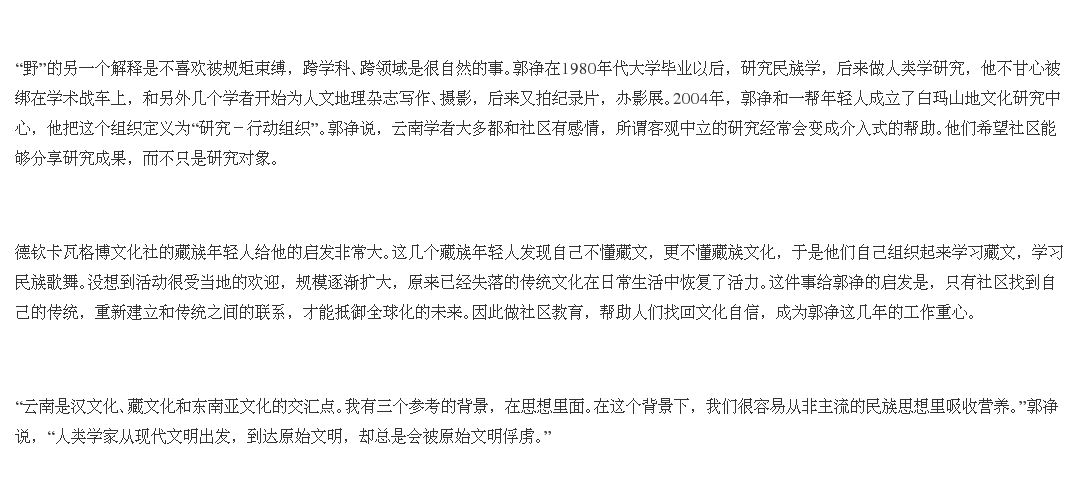 “野”的另一个解释是不喜欢被规矩束缚，跨学科、跨领域是很自然的事。郭净在1980年代大学毕业以后，研究民族学，后来做人类学研究，他不甘心被
绑在学术战车上，和另外几个学者开始为人文地理杂志写作、摄影，后来又拍纪录片，办影展。2004年，郭净和一帮年轻人成立了白玛山地文化研究中
心，他把这个组织定义为“研究－行动组织”。郭净说，云南学者大多都和社区有感情，所谓客观中立的研究经常会变成介入式的帮助。他们希望社区能
够分享研究成果，而不只是研究对象。
德钦卡瓦格博文化社的藏族年轻人给他的启发非常大。这几个藏族年轻人发现自己不懂藏文，更不懂藏族文化，于是他们自己组织起来学习藏文，学习
民族歌舞。没想到活动很受当地的欢迎，规模逐渐扩大，原来已经失落的传统文化在日常生活中恢复了活力。这件事给郭净的启发是，只有社区找到自
己的传统，重新建立和传统之间的联系，才能抵御全球化的未来。因此做社区教育，帮助人们找回文化自信，成为郭净这几年的工作重心。
“云南是汉文化、藏文化和东南亚文化的交汇点。我有三个参考的背景，在思想里面。在这个背景下，我们很容易从非主流的民族思想里吸收营养。”郭净
说，“人类学家从现代文明出发，到达原始文明，却总是会被原始文明俘虏。”